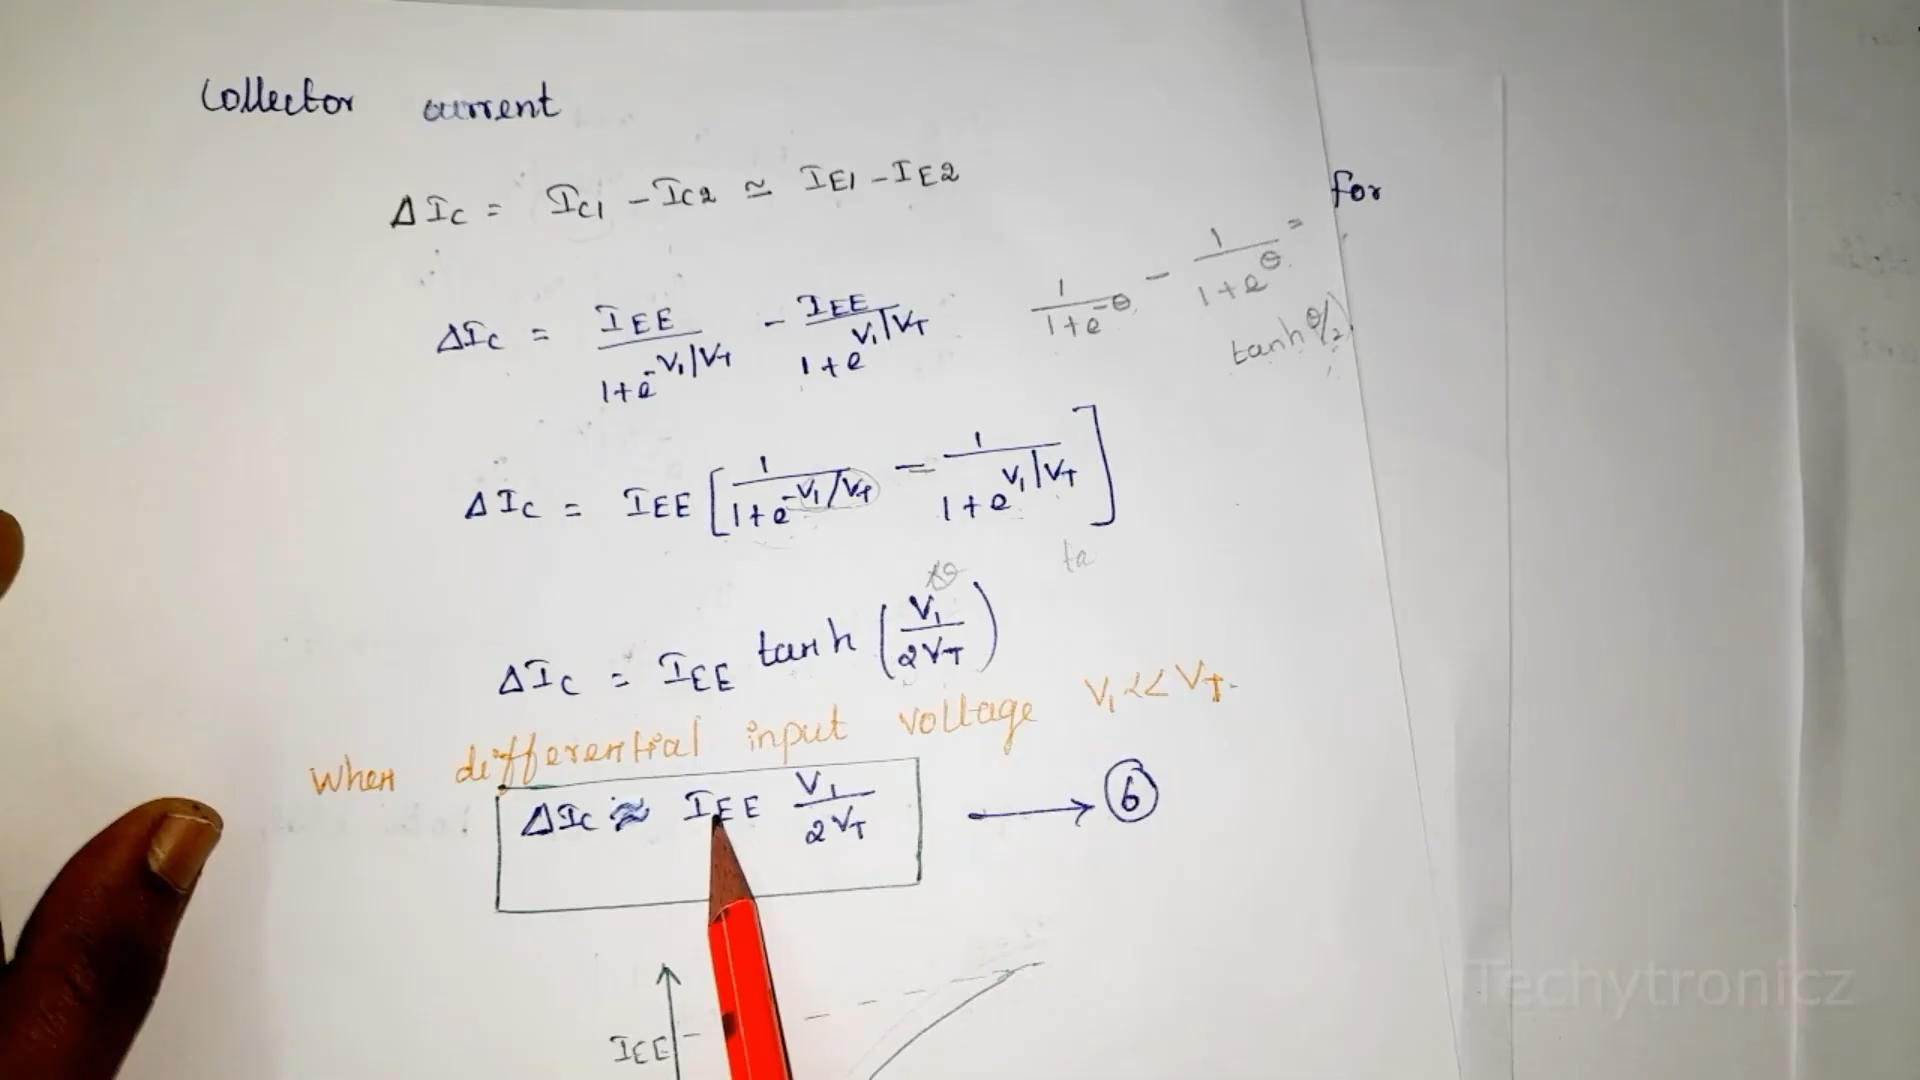 Collector current
ΔIC = IC1 - IC2 ≃ IE1 - IE2
for
ΔIC = IEE / (1+e^(-V1/VT)) - IEE / (1+e^(V1/VT))
1/(1+e^(-θ)) - 1/(1+e^θ) =
tanh θ/2
ΔIC = IEE [1/(1+e^(-V1/VT)) - 1/(1+e^(V1/VT))]
ta
ΔIC = IEE tanh (V1/2VT)
When differential input voltage V1 << VT.
ΔIC ≈ IEE V1/2VT → 6
IEE
Techytronicz